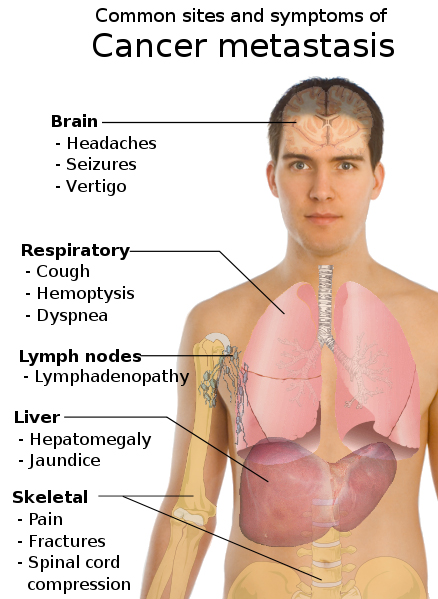 Common sites and symptoms of
Cancer metastasis
Brain
- Headaches
- Seizures
- Vertigo
Respiratory
- Cough
- Hemoptysis
- Dyspnea
Lymph nodes
- Lymphadenopathy
Liver
- Hepatomegaly
- Jaundice
Skeletal
- Pain
- Fractures
- Spinal cord
compression